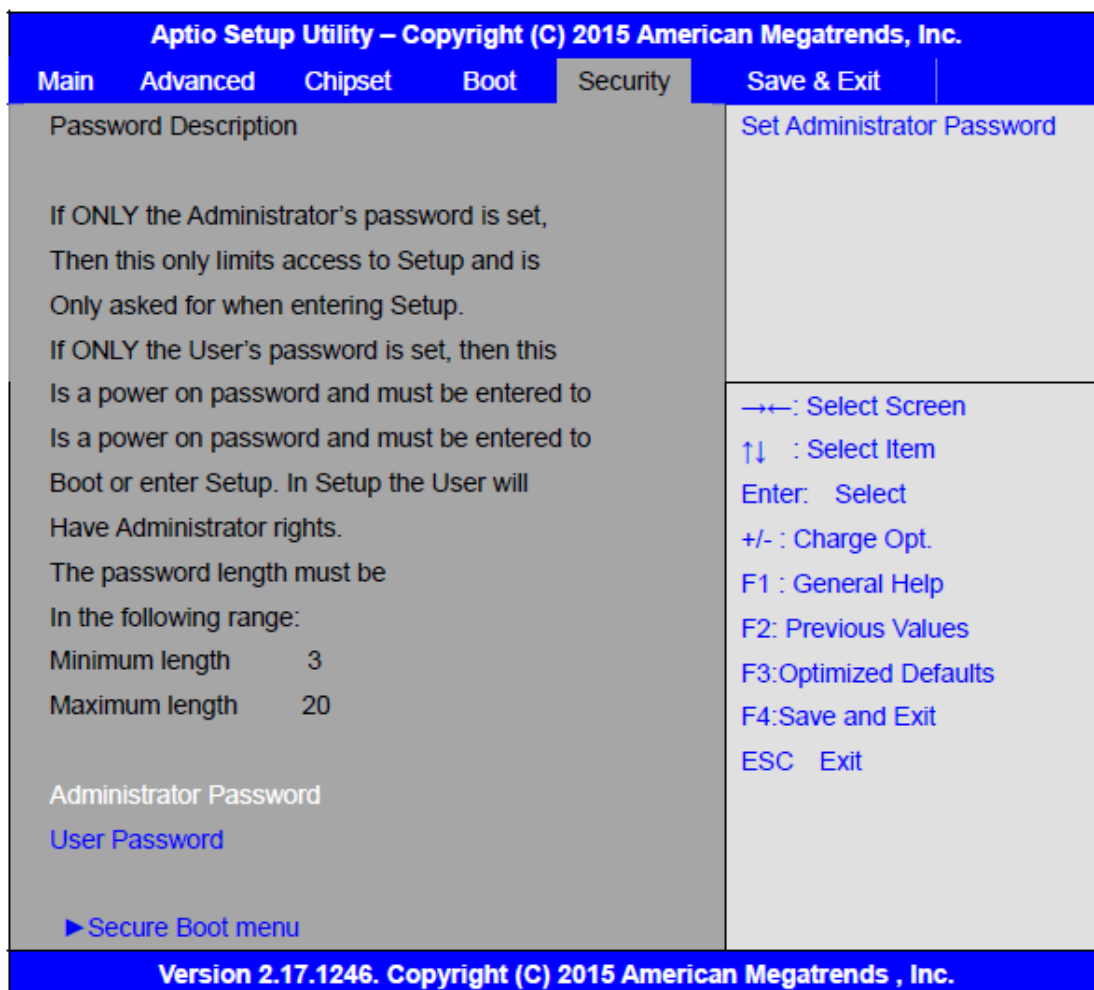 Aptio Setup Utility – Copyright (C) 2015 American Megatrends, Inc.
Main Advanced Chipset Boot Security Save & Exit
Password Description
If ONLY the Administrator's password is set,
Then this only limits access to Setup and is
Only asked for when entering Setup.
If ONLY the User's password is set, then this
Is a power on password and must be entered to
Is a power on password and must be entered to
Boot or enter Setup. In Setup the User will
Have Administrator rights.
The password length must be
In the following range:
Minimum length 3
Maximum length 20
Administrator Password
User Password
►Secure Boot menu
Set Administrator Password
→←: Select Screen
↑↓ : Select Item
Enter: Select
+/- : Charge Opt.
F1 : General Help
F2: Previous Values
F3:Optimized Defaults
F4:Save and Exit
ESC Exit
Version 2.17.1246. Copyright (C) 2015 American Megatrends , Inc.